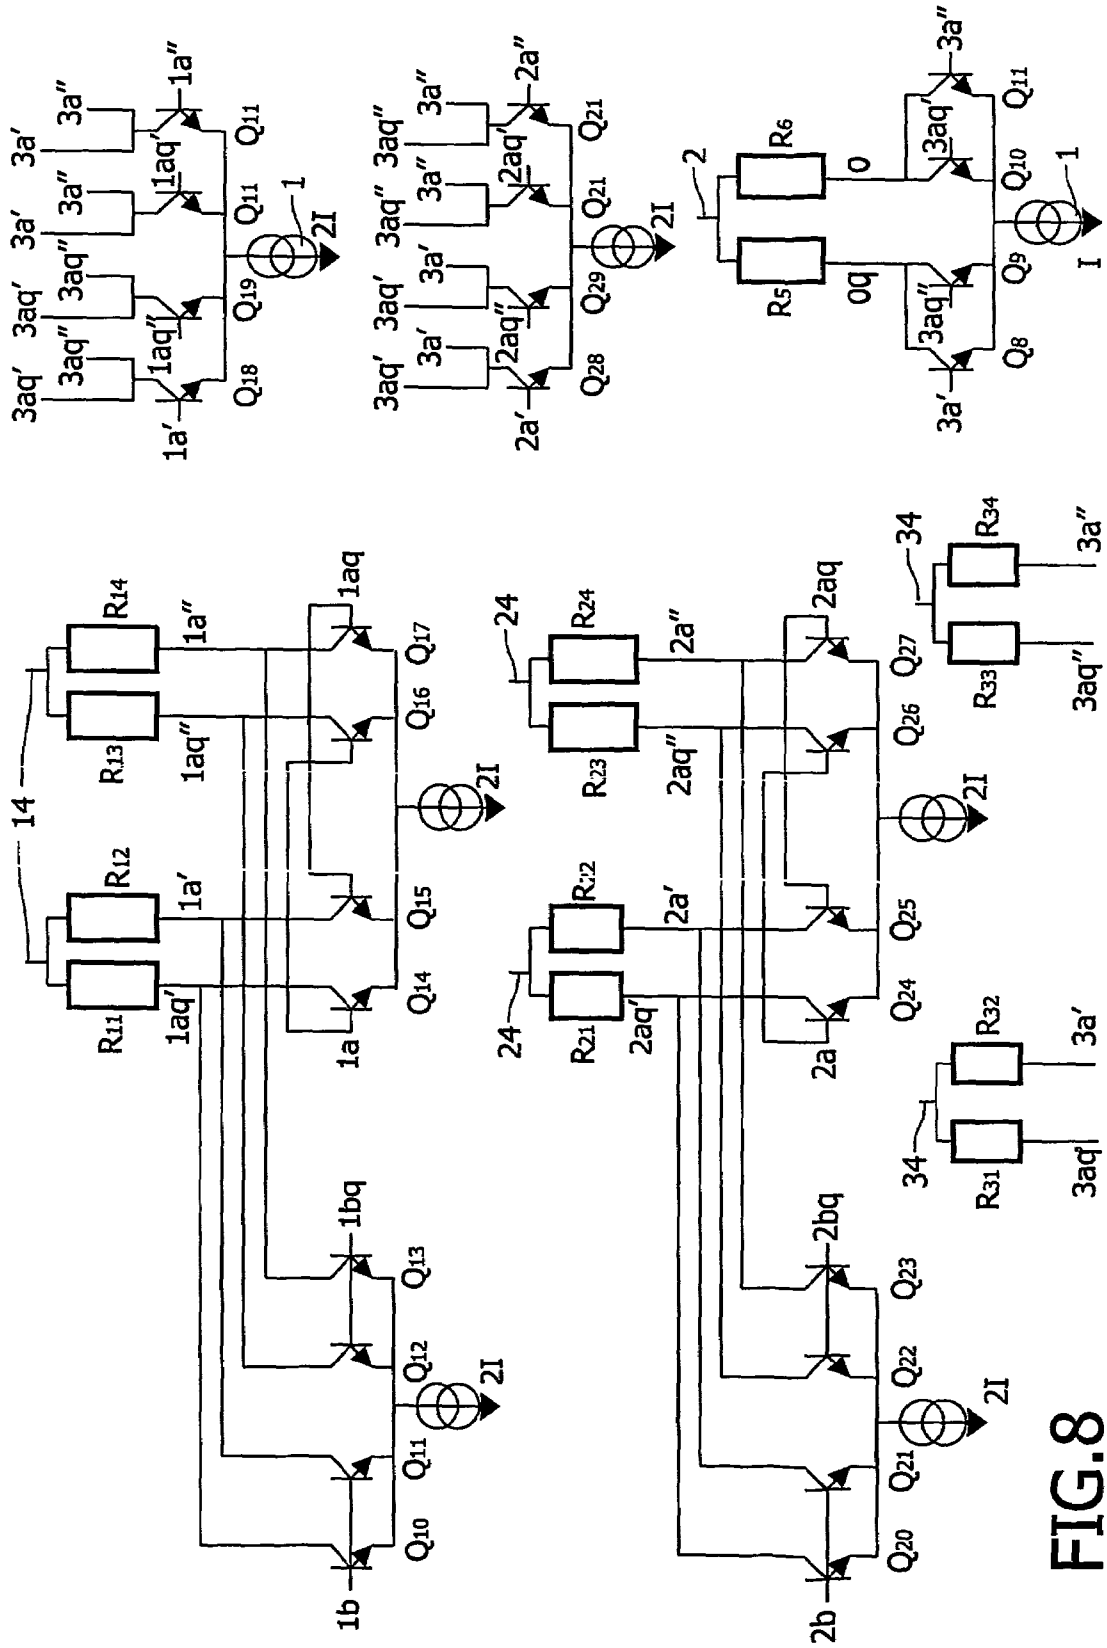 14
R11 R12 R13 R14
1aq' 1a' 1aq" 1a"
1b 1bq 1a 1aq
Q10 Q11 Q12 Q13 Q14 Q15 Q16 Q17
2I 2I
3aq' 3aq' 3a' 3a'
3aq" 3aq" 3a" 3a"
1a' 1aq" 1aq' 1a"
Q18 Q19 Q11 Q11
1
2I
24 24
R21 R22 R23 R24
2aq' 2a' 2aq" 2a"
2b 2bq 2a 2aq
Q20 Q21 Q22 Q23 Q24 Q25 Q26 Q27
2I 2I
3aq' 3aq' 3aq" 3aq"
3a' 3a' 3a" 3a"
2a' 2aq" 2aq' 2a"
Q28 Q29 Q21 Q21
2I
34 34
R31 R32 R33 R34
3aq' 3a' 3aq" 3a"
2
R5 R6
0q 0
3a' 3aq" 3aq' 3a"
Q8 Q9 Q10 Q11
I 1
FIG.8